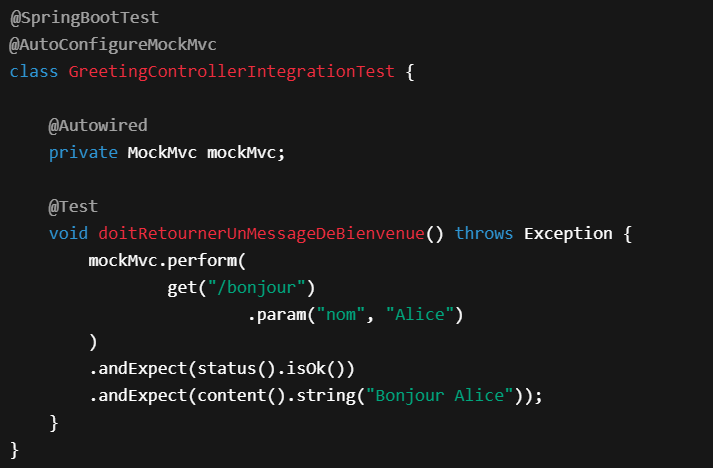 @SpringBootTest
@AutoConfigureMockMvc
class GreetingControllerIntegrationTest {

    @Autowired
    private MockMvc mockMvc;

    @Test
    void doitRetournerUnMessageDeBienvenue() throws Exception {
        mockMvc.perform(
                get("/bonjour")
                        .param("nom", "Alice")
        )
        .andExpect(status().isOk())
        .andExpect(content().string("Bonjour Alice"));
    }
}